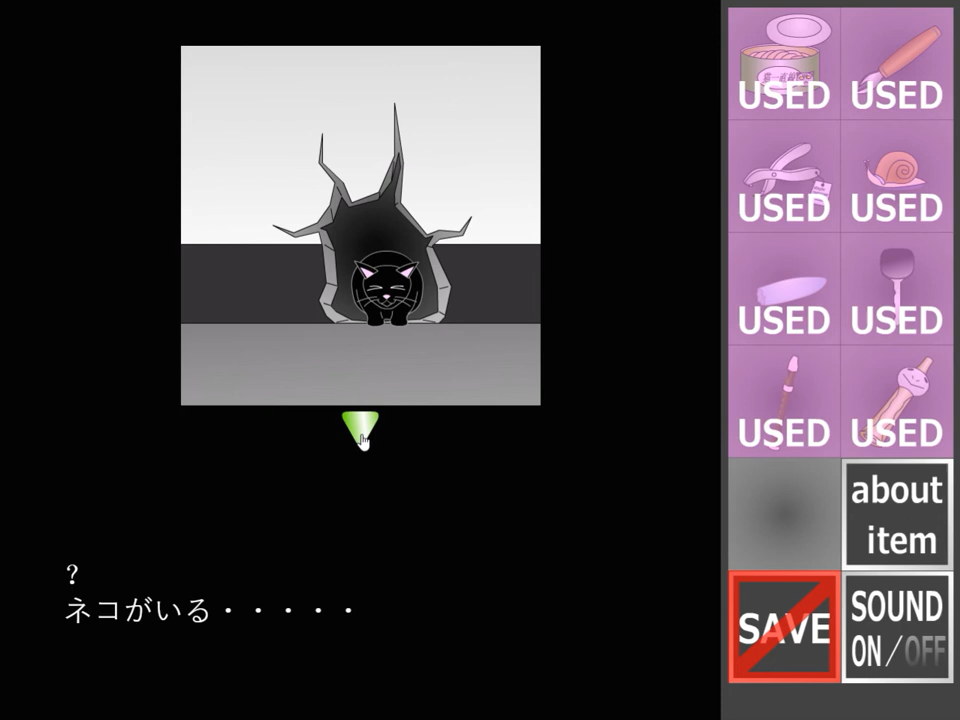 USED USED
USED USED
USED USED
USED USED
about
item
SAVE
SOUND
ON/OFF
?
ネコがいる・・・・・